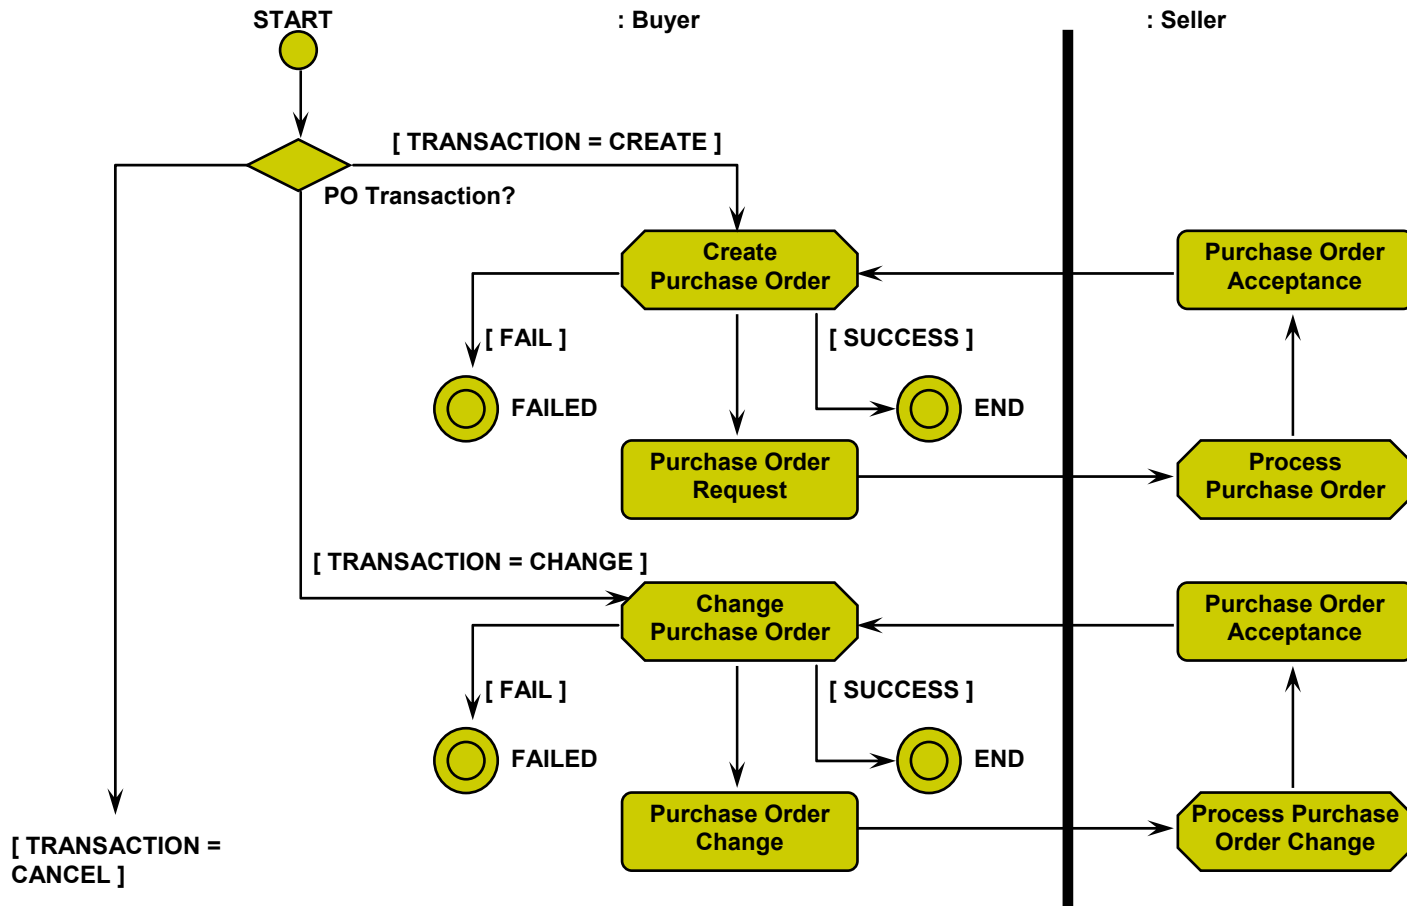 START
: Buyer
: Seller
[ TRANSACTION = CREATE ]
PO Transaction?
Create
Purchase Order
Purchase Order
Acceptance
[ FAIL ]
[ SUCCESS ]
FAILED
END
Purchase Order
Request
Process
Purchase Order
[ TRANSACTION = CHANGE ]
Change
Purchase Order
Purchase Order
Acceptance
[ FAIL ]
[ SUCCESS ]
FAILED
END
Purchase Order
Change
Process Purchase
Order Change
[ TRANSACTION =
CANCEL ]